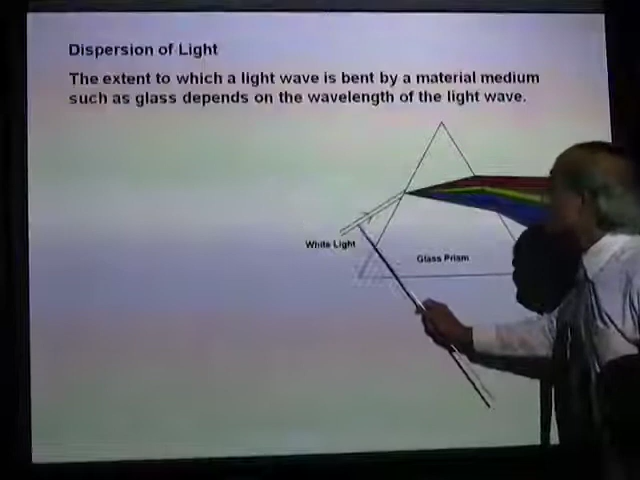 Dispersion of Light
The extent to which a light wave is bent by a material medium
such as glass depends on the wavelength of the light wave.
White Light
Glass Prism